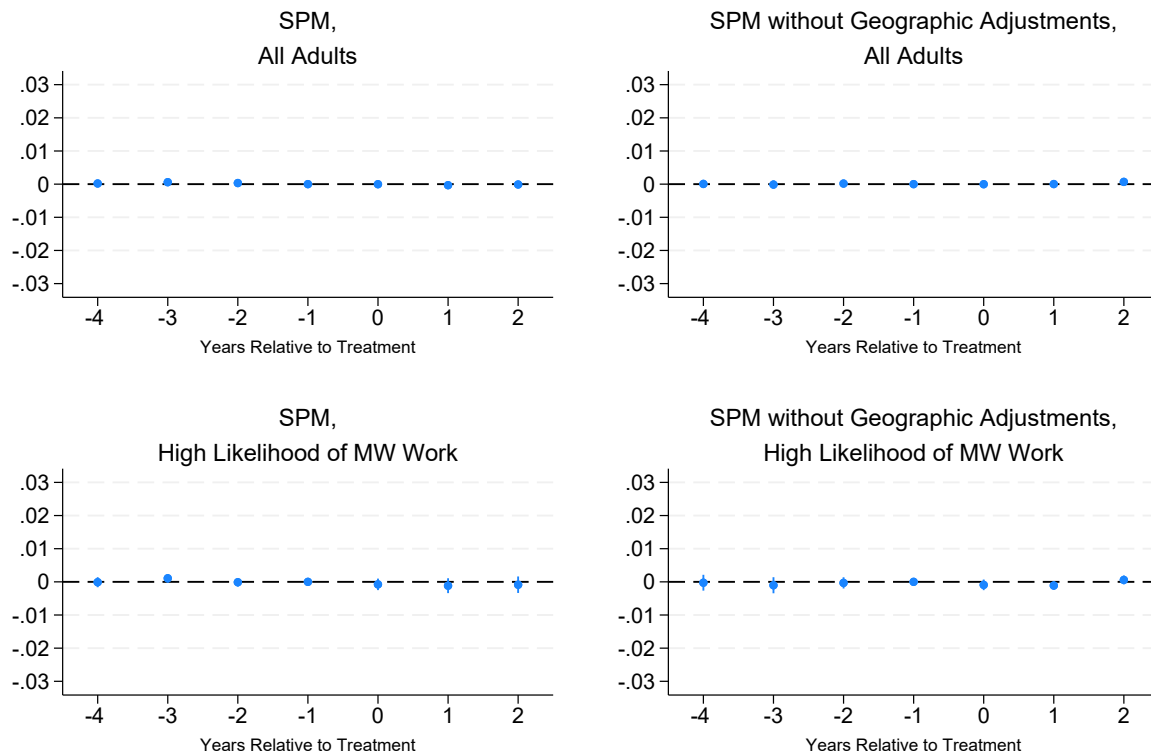 SPM,
All Adults
.03
.02
.01
0
-.01
-.02
-.03
-4 -3 -2 -1 0 1 2
Years Relative to Treatment
SPM without Geographic Adjustments,
All Adults
.03
.02
.01
0
-.01
-.02
-.03
-4 -3 -2 -1 0 1 2
Years Relative to Treatment
SPM,
High Likelihood of MW Work
.03
.02
.01
0
-.01
-.02
-.03
-4 -3 -2 -1 0 1 2
Years Relative to Treatment
SPM without Geographic Adjustments,
High Likelihood of MW Work
.03
.02
.01
0
-.01
-.02
-.03
-4 -3 -2 -1 0 1 2
Years Relative to Treatment